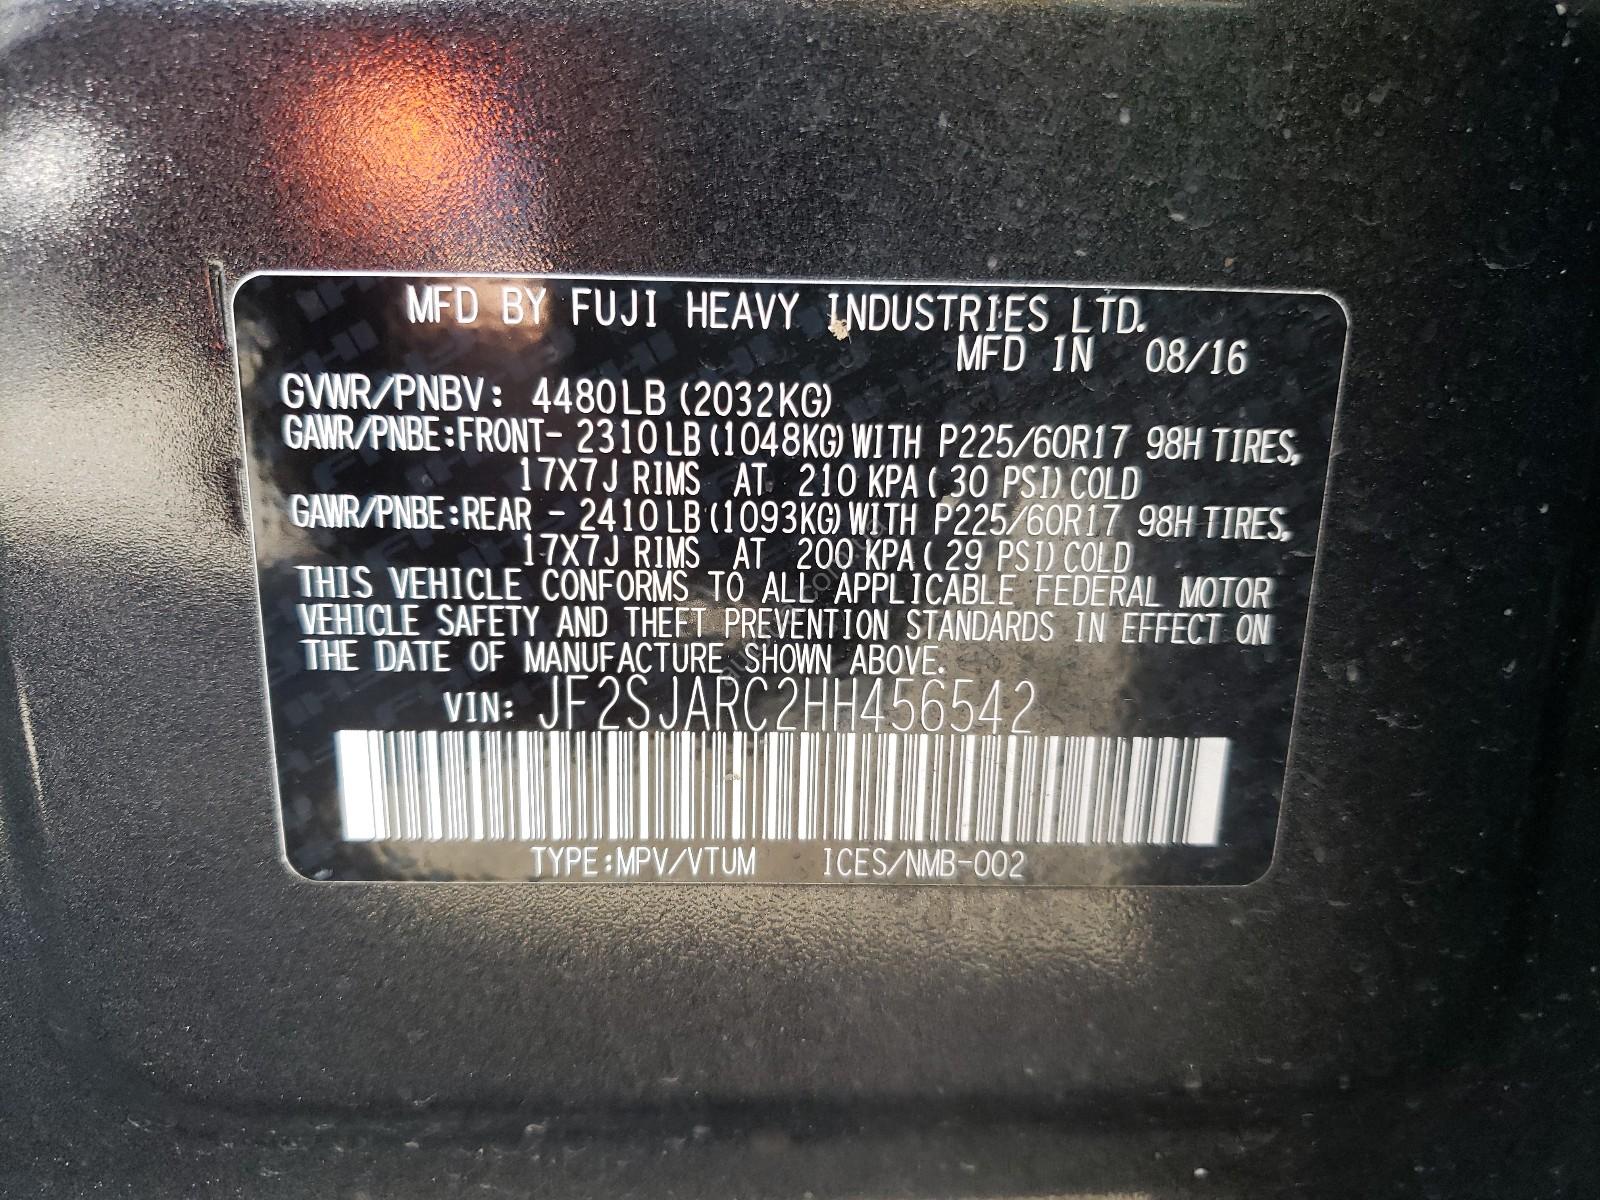 MFD BY FUJI HEAVY INDUSTRIES LTD.
MFD IN 08/16
GVWR/PNBV: 4480LB (2032KG)
GAWR/PNBE:FRONT- 2310LB(1048KG)WITH P225/60R17 98H TIRES,
17X7J RIMS AT 210 KPA( 30 PSI)COLD
GAWR/PNBE:REAR - 2410LB(1093KG)WITH P225/60R17 98H TIRES,
17X7J RIMS AT 200 KPA( 29 PSI)COLD
THIS VEHICLE CONFORMS TO ALL APPLICABLE FEDERAL MOTOR
VEHICLE SAFETY AND THEFT PREVENTION STANDARDS IN EFFECT ON
THE DATE OF MANUFACTURE SHOWN ABOVE.
VIN: JF2SJARC2HH456542
TYPE:MPV/VTUM ICES/NMB-002